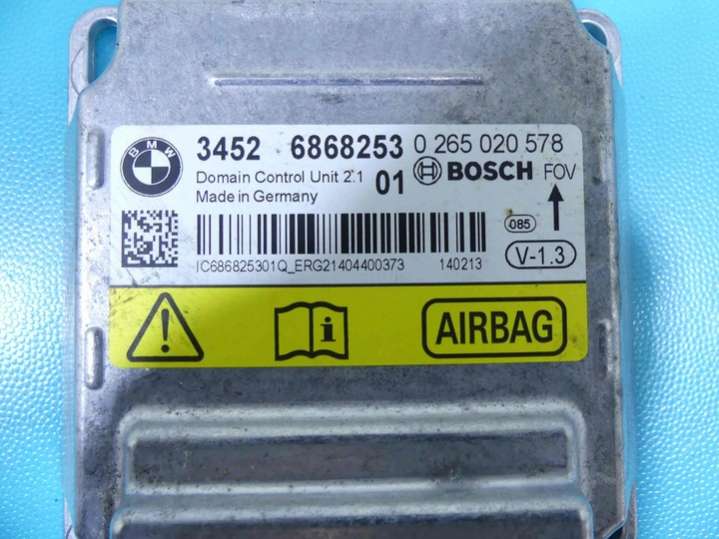 BMW
3452 6868253 0 265 020 578
Domain Control Unit 2.1 01 BOSCH FOV
Made in Germany
085
V-1.3
IC686825301Q_ERG21404400373 140213
AIRBAG